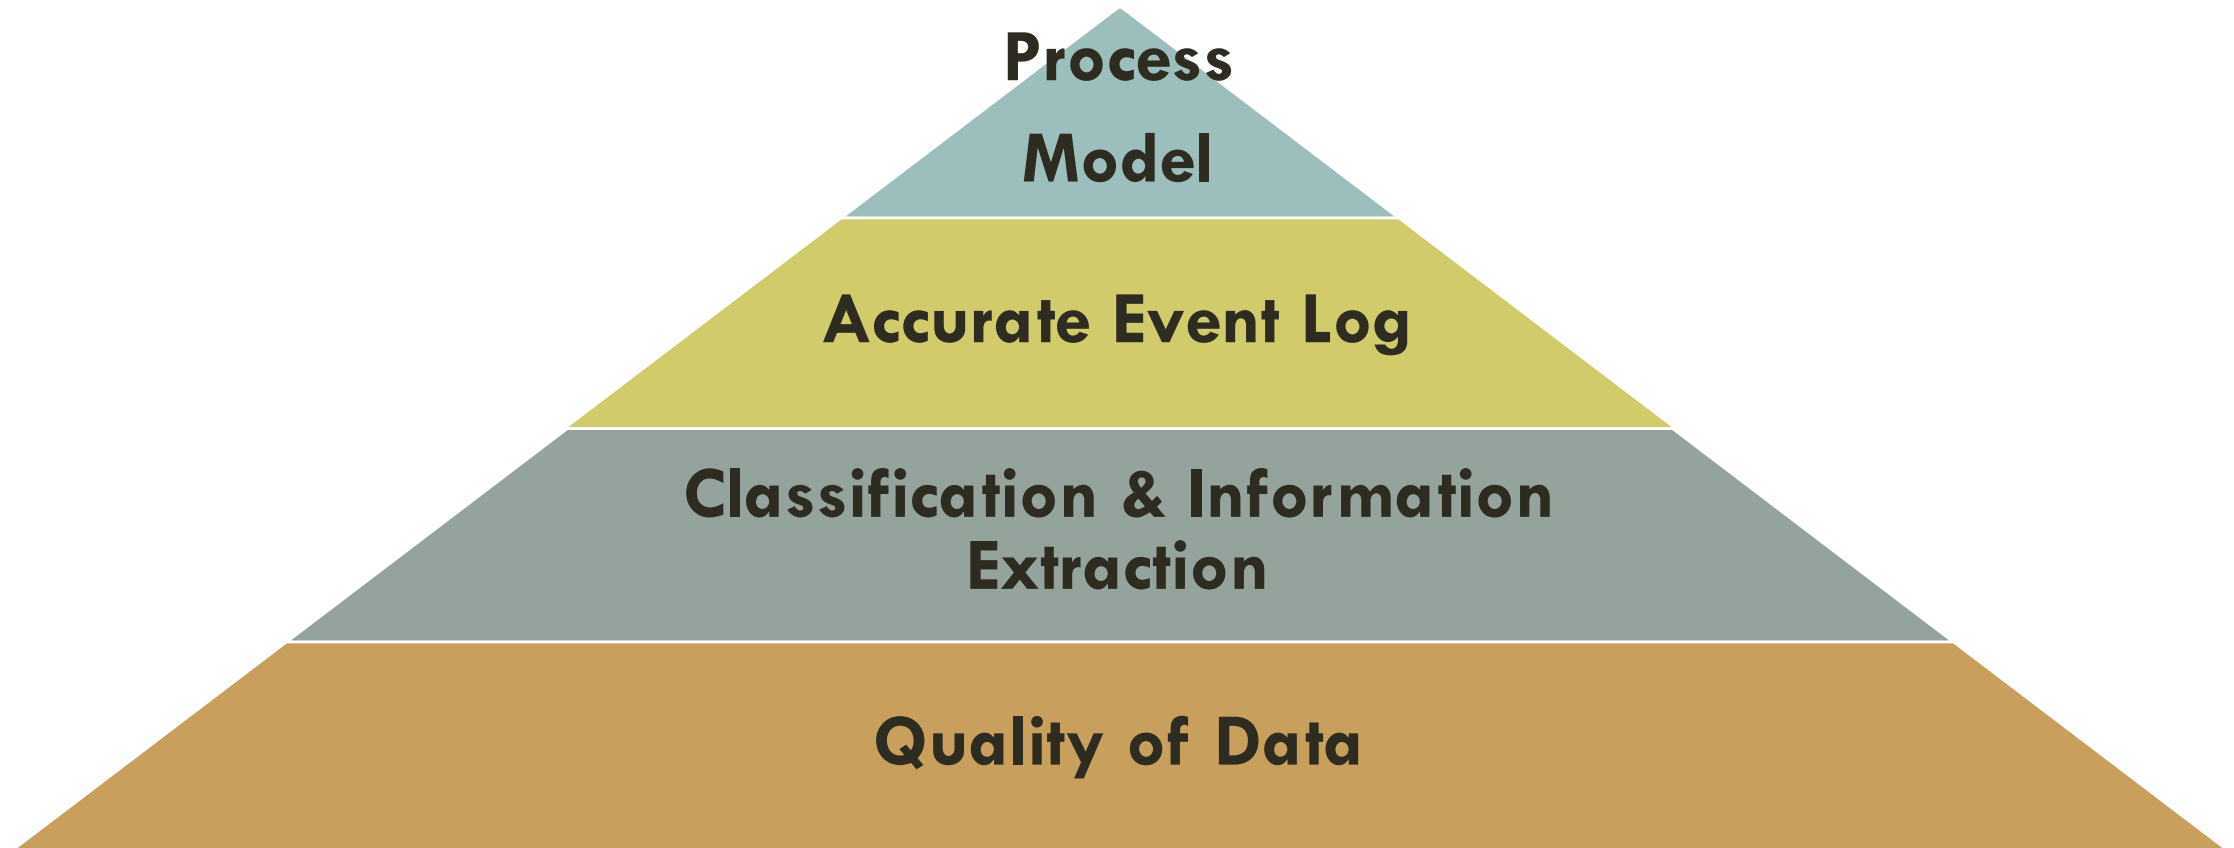 Process
Model
Accurate Event Log
Classification & Information
Extraction
Quality of Data